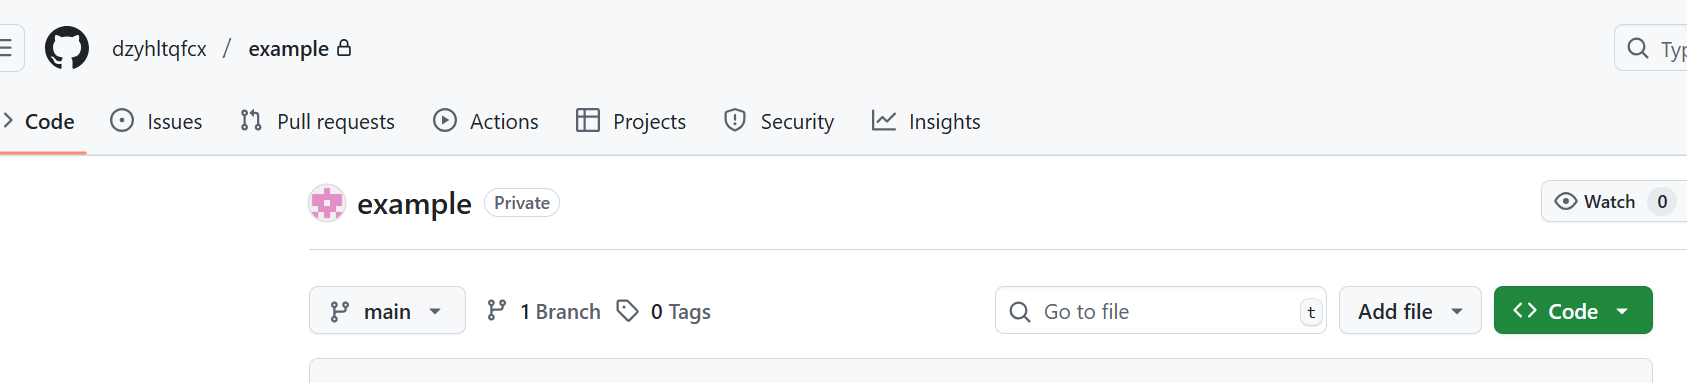 dzyhltqfcx / example
Typ
Code Issues Pull requests Actions Projects Security Insights
example Private
Watch 0
main 1 Branch 0 Tags Go to file t Add file Code